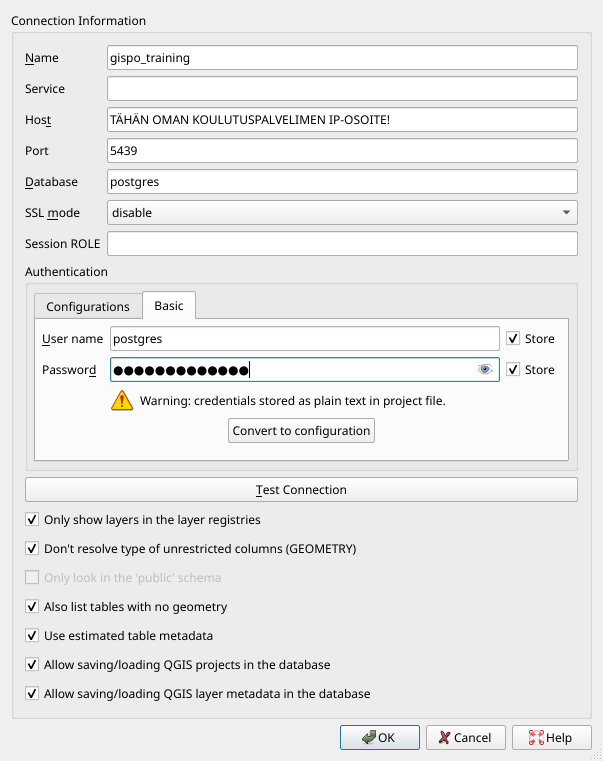 Connection Information
Name gispo_training
Service
Host TÄHÄN OMAN KOULUTUSPALVELIMEN IP-OSOITE!
Port 5439
Database postgres
SSL mode disable
Session ROLE
Authentication
Configurations Basic
User name postgres Store
Password ●●●●●●●●●●●●● Store
Warning: credentials stored as plain text in project file.
Convert to configuration
Test Connection
Only show layers in the layer registries
Don't resolve type of unrestricted columns (GEOMETRY)
Only look in the 'public' schema
Also list tables with no geometry
Use estimated table metadata
Allow saving/loading QGIS projects in the database
Allow saving/loading QGIS layer metadata in the database
OK Cancel Help